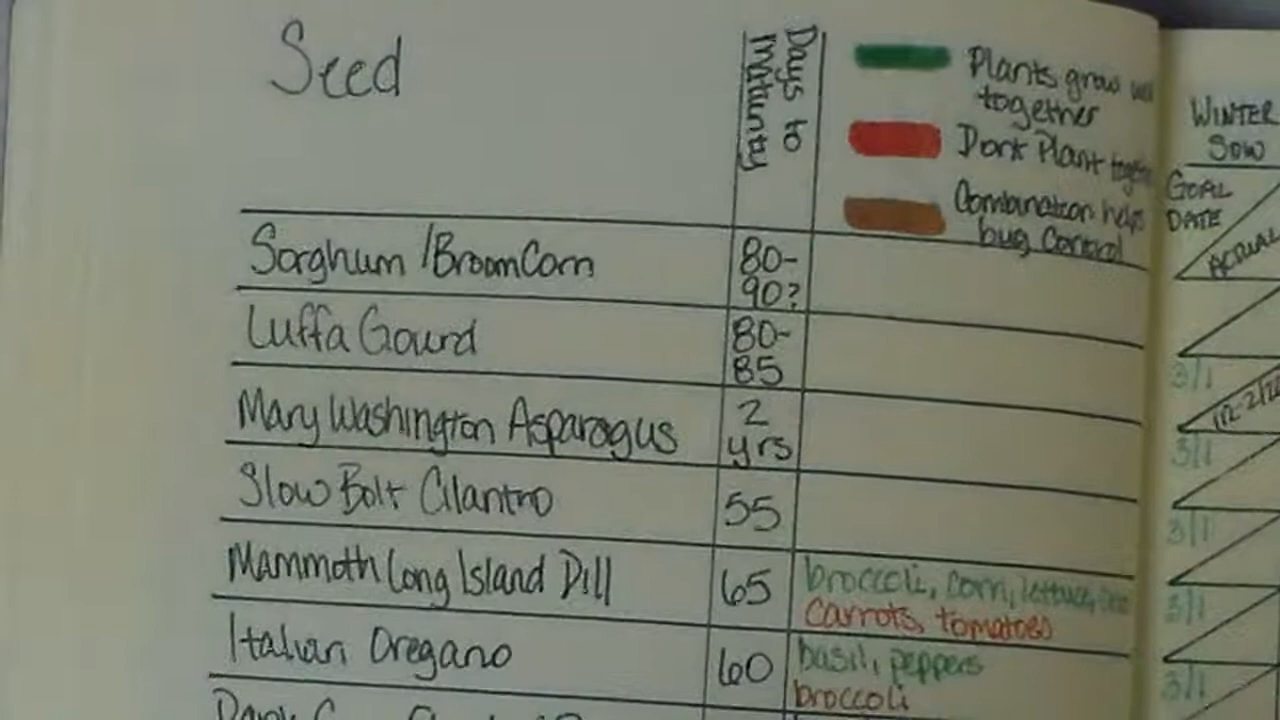 Seed
Days to
Maturity
Plants grow
together
Dont Plant
Combination helps
bug Control
WINTER
SOW
GOAL
DATE
ACTUAL
Sorghum / BroomCorn
80-
90?
Luffa Gourd
80-
85
3/1
Mary Washington Asparagus
2
yrs
3/1
Slow Bolt Cilantro
55
3/1
Mammoth Long Island Dill
65
broccoli, corn, lettuce,
carrots, tomatoes
3/1
Italian Oregano
60
basil, peppers
broccoli
3/1